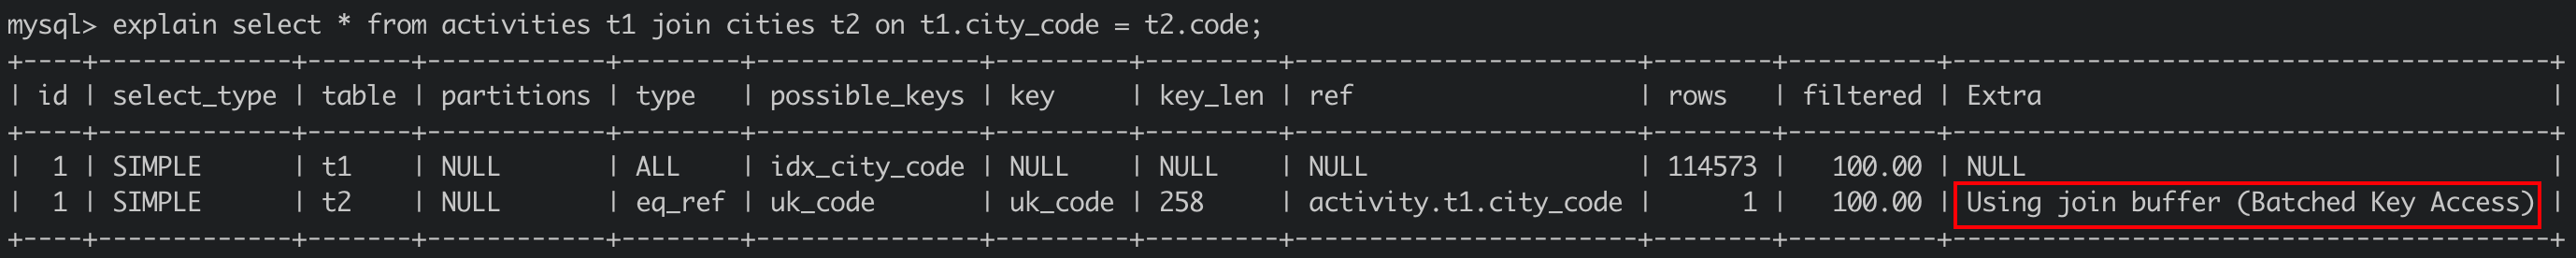 mysql> explain select * from activities t1 join cities t2 on t1.city_code = t2.code;
+----+-------------+-------+------------+--------+---------------+---------+---------+-----------------------+--------+----------+----------------------------------------+
| id | select_type | table | partitions | type   | possible_keys | key     | key_len | ref                   | rows   | filtered | Extra                                  |
+----+-------------+-------+------------+--------+---------------+---------+---------+-----------------------+--------+----------+----------------------------------------+
|  1 | SIMPLE      | t1    | NULL       | ALL    | idx_city_code | NULL    | NULL    | NULL                  | 114573 |   100.00 | NULL                                   |
|  1 | SIMPLE      | t2    | NULL       | eq_ref | uk_code       | uk_code | 258     | activity.t1.city_code |      1 |   100.00 | Using join buffer (Batched Key Access) |
+----+-------------+-------+------------+--------+---------------+---------+---------+-----------------------+--------+----------+----------------------------------------+